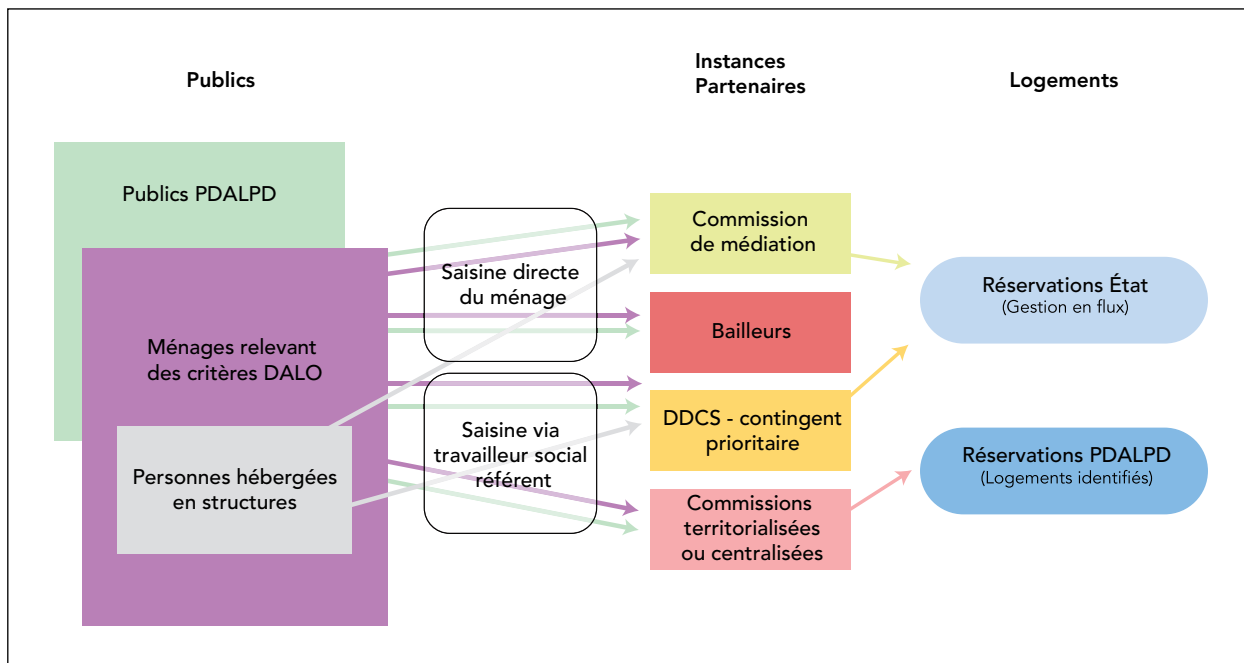 Publics
Instances
Partenaires
Logements
Publics PDALPD
Ménages relevant
des critères DALO
Personnes hébergées
en structures
Saisine directe
du ménage
Saisine via
travailleur social
référent
Commission
de médiation
Bailleurs
DDCS - contingent
prioritaire
Commissions
territorialisées
ou centralisées
Réservations État
(Gestion en flux)
Réservations PDALPD
(Logements identifiés)